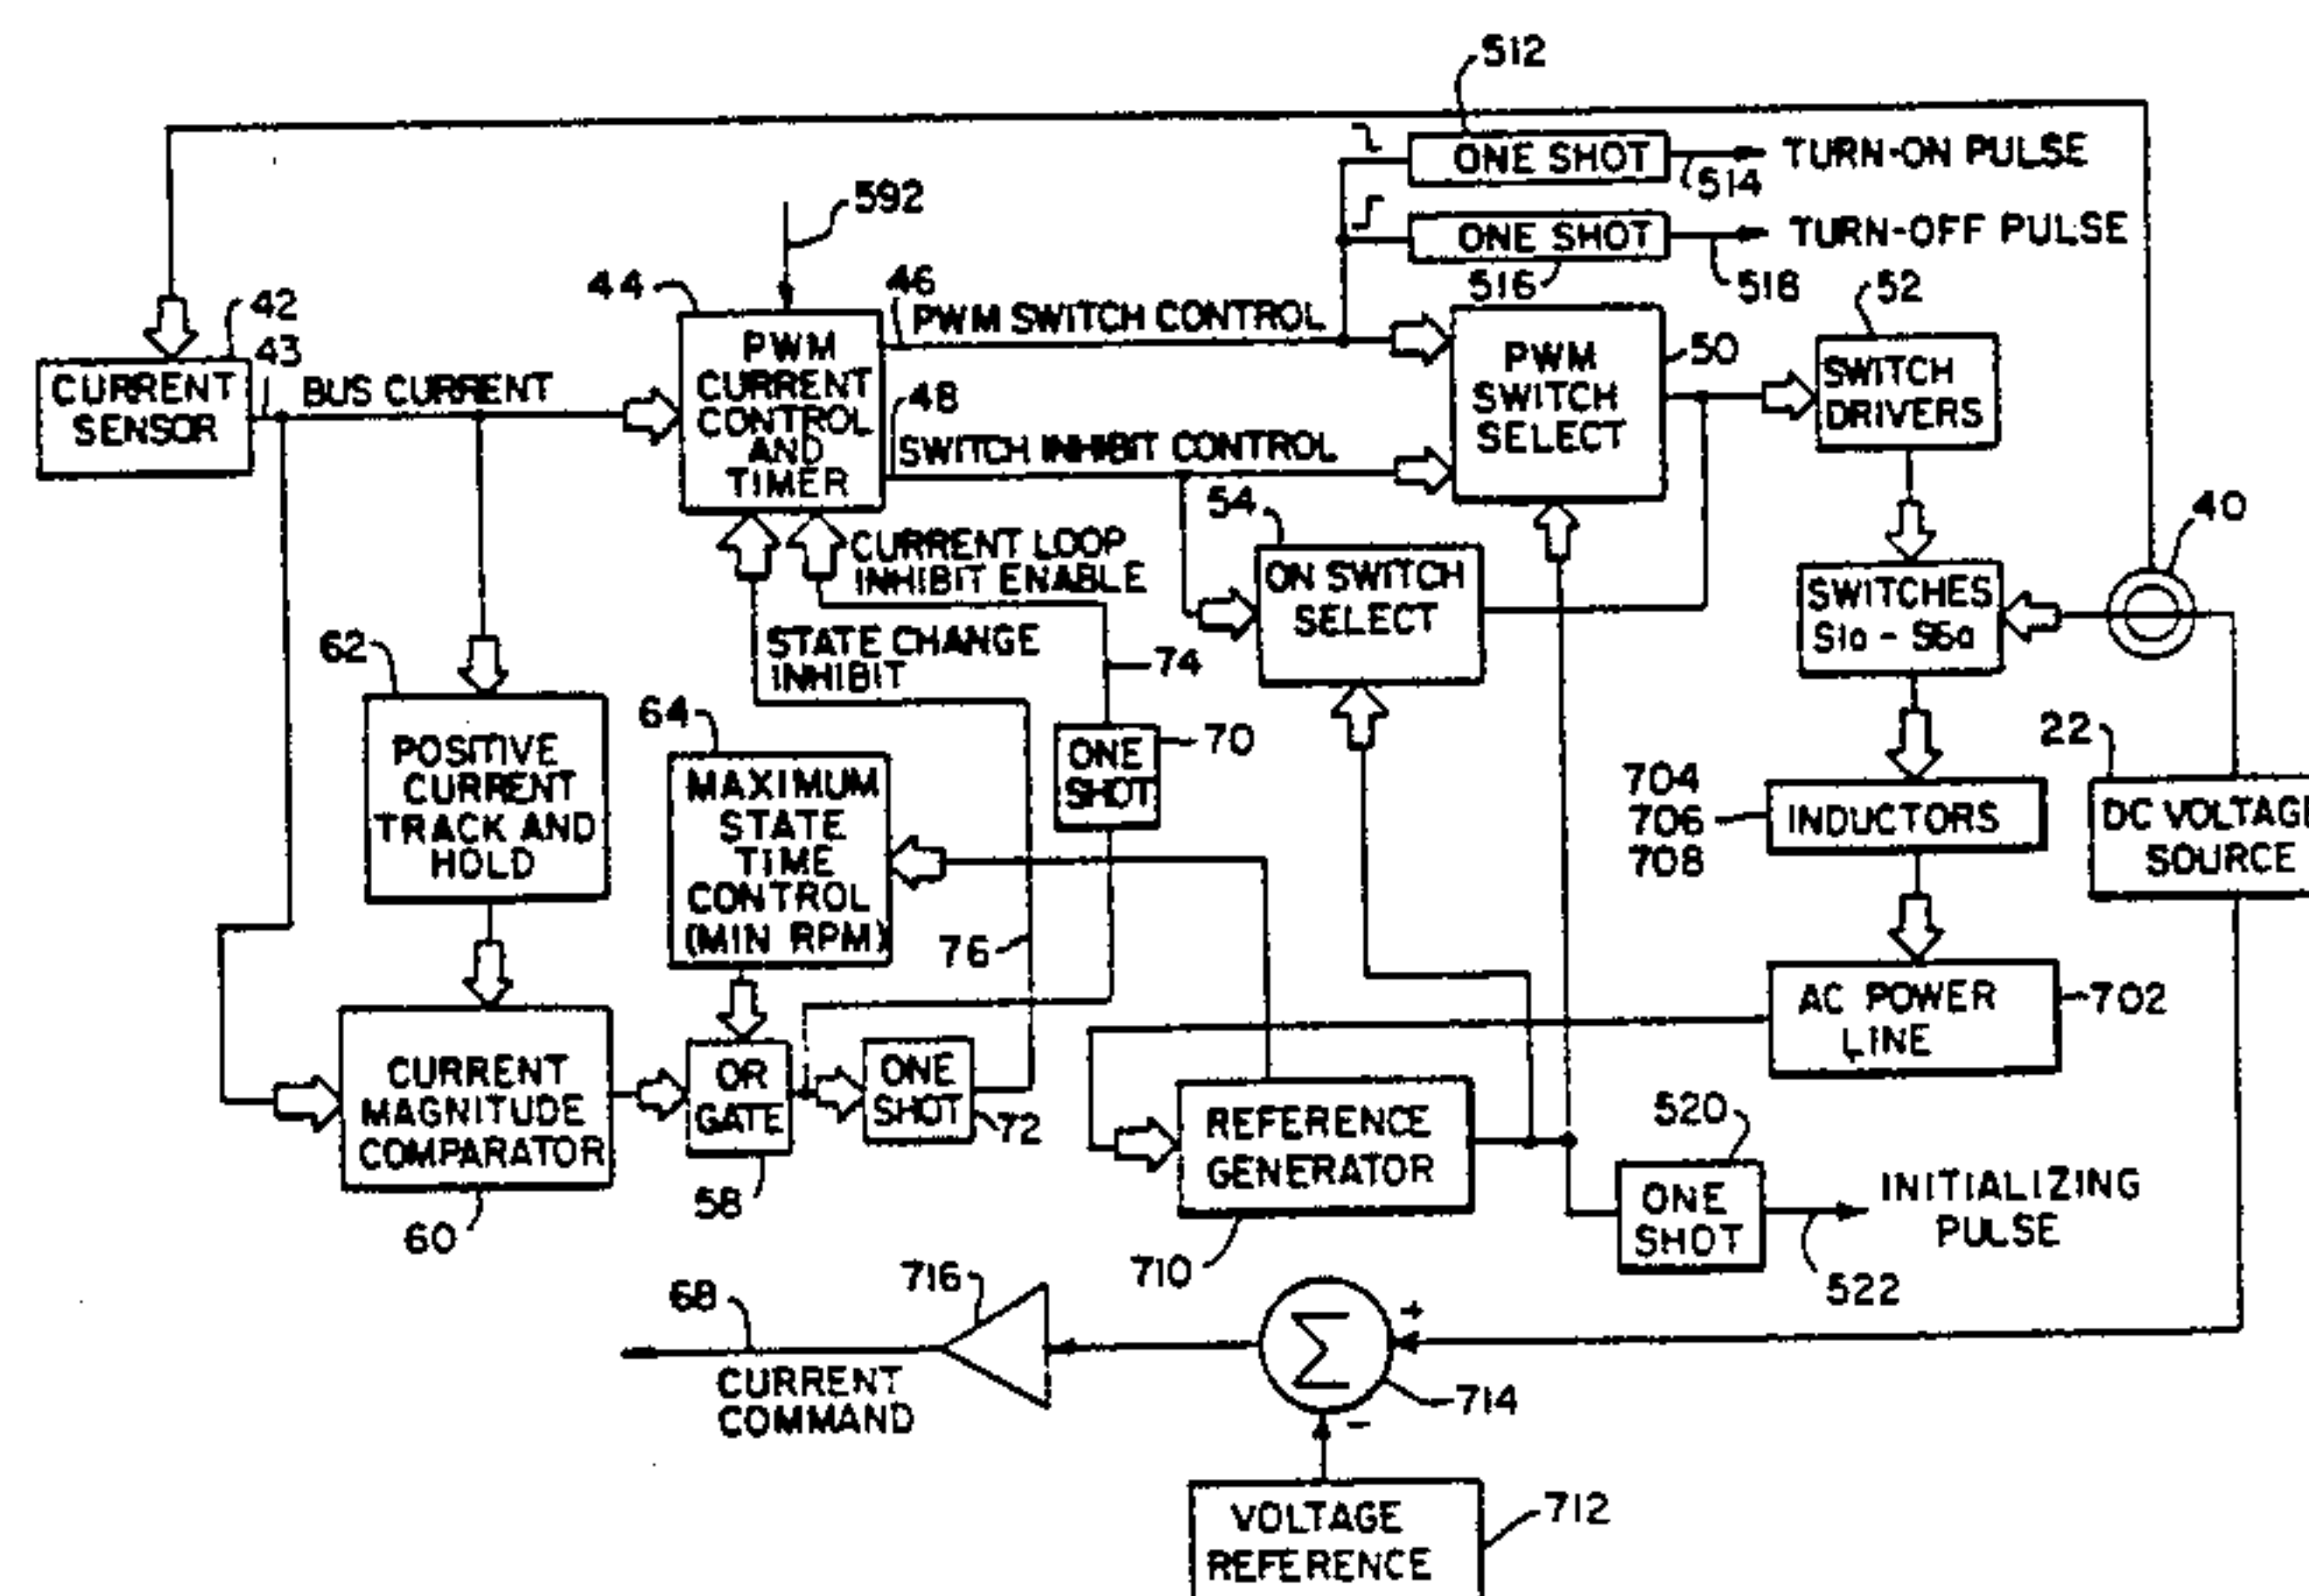 512
ONE SHOT
TURN-ON PULSE
514
592
ONE SHOT
TURN-OFF PULSE
516
518
44
46
PWM SWITCH CONTROL
52
42
43
CURRENT
SENSOR
BUS CURRENT
PWM
CURRENT
CONTROL
AND
TIMER
48
SWITCH INHIBIT CONTROL
PWM
SWITCH
SELECT
50
SWITCH
DRIVERS
54
40
CURRENT LOOP
INHIBIT ENABLE
ON SWITCH
SELECT
SWITCHES
S1a - S6a
62
STATE CHANGE
INHIBIT
74
64
70
22
POSITIVE
CURRENT
TRACK AND
HOLD
MAXIMUM
STATE
TIME
CONTROL
(MIN RPM)
ONE
SHOT
704
706
708
INDUCTORS
DC VOLTAGE
SOURCE
76
AC POWER
LINE
702
CURRENT
MAGNITUDE
COMPARATOR
OR
GATE
ONE
SHOT
72
REFERENCE
GENERATOR
520
58
60
ONE
SHOT
INITIALIZING
PULSE
710
522
68
716
+
CURRENT
COMMAND
Σ
714
-
VOLTAGE
REFERENCE
712